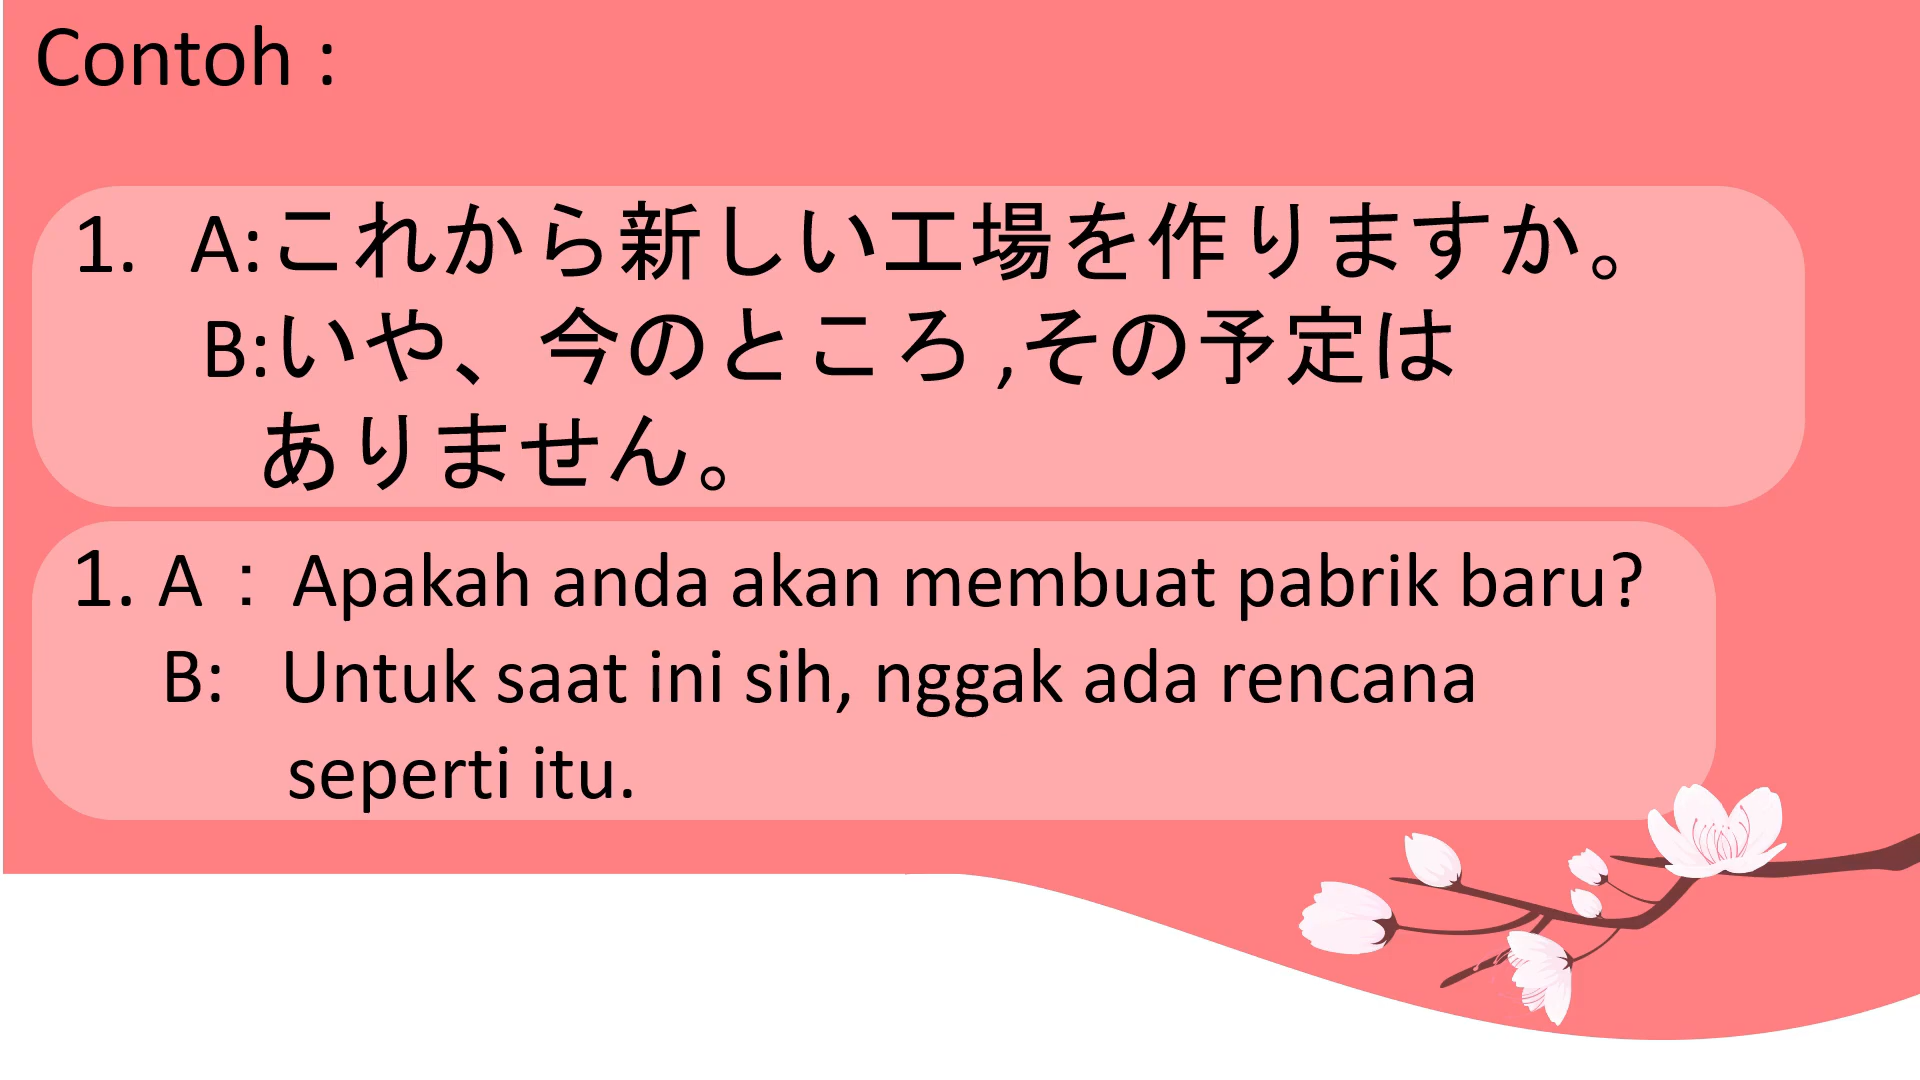 Contoh :
1. A:これから新しい工場を作りますか。
B:いや、今のところ ,その予定は
ありません。
1. A : Apakah anda akan membuat pabrik baru?
B: Untuk saat ini sih, nggak ada rencana
seperti itu.